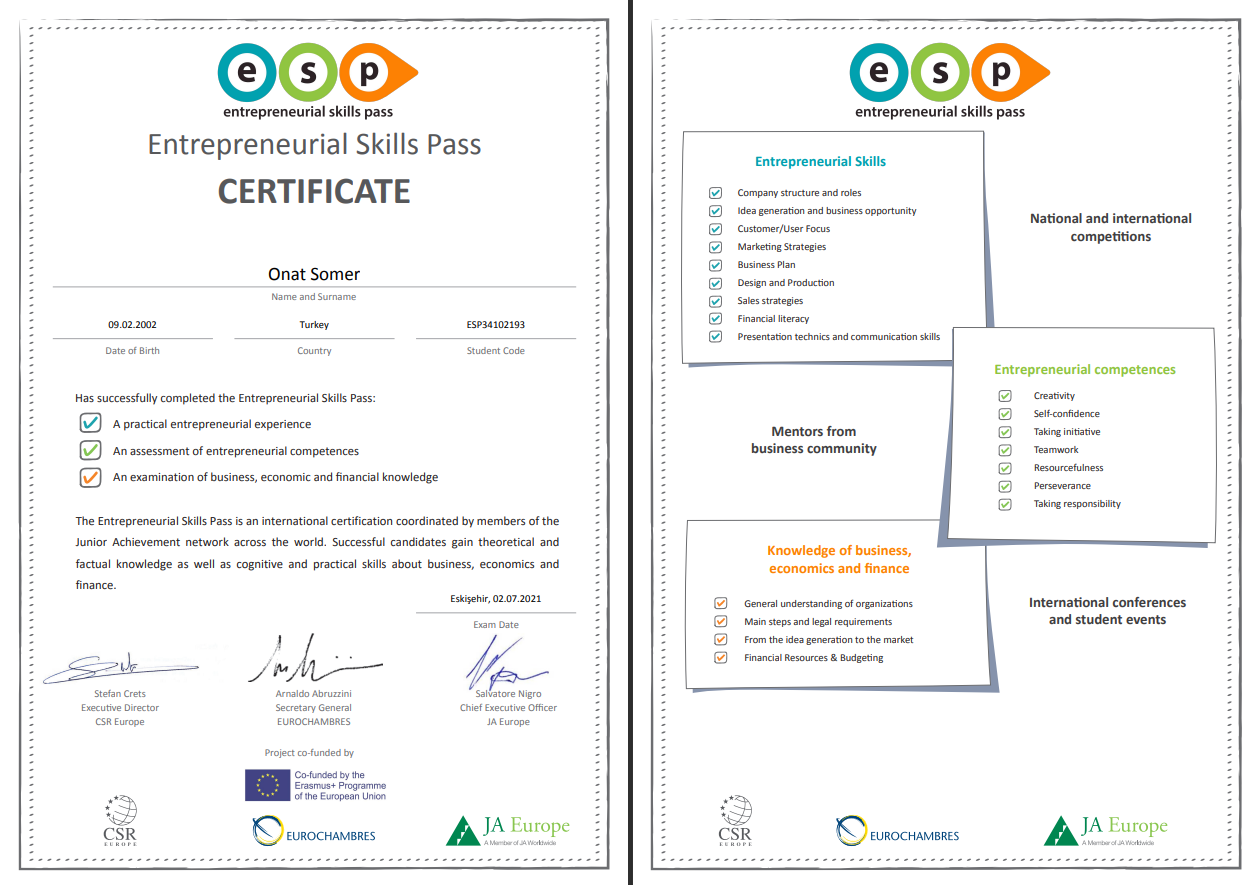 esp
entrepreneurial skills pass
Entrepreneurial Skills Pass
CERTIFICATE
Onat Somer
Name and Surname
09.02.2002
Turkey
ESP34102193
Date of Birth
Country
Student Code
Has successfully completed the Entrepreneurial Skills Pass:
A practical entrepreneurial experience
An assessment of entrepreneurial competences
An examination of business, economic and financial knowledge
The Entrepreneurial Skills Pass is an international certification coordinated by members of the
Junior Achievement network across the world. Successful candidates gain theoretical and
factual knowledge as well as cognitive and practical skills about business, economics and
finance.
Eskişehir, 02.07.2021
Exam Date
Stefan Crets
Executive Director
CSR Europe
Arnaldo Abruzzini
Secretary General
EUROCHAMBRES
Salvatore Nigro
Chief Executive Officer
JA Europe
Project co-funded by
Co-funded by the
Erasmus+ Programme
of the European Union
CSR
EUROPE
EUROCHAMBRES
JA Europe
A Member of JA Worldwide
esp
entrepreneurial skills pass
Entrepreneurial Skills
Company structure and roles
Idea generation and business opportunity
Customer/User Focus
Marketing Strategies
Business Plan
Design and Production
Sales strategies
Financial literacy
Presentation technics and communication skills
National and international
competitions
Entrepreneurial competences
Creativity
Self-confidence
Taking initiative
Teamwork
Resourcefulness
Perseverance
Taking responsibility
Mentors from
business community
Knowledge of business,
economics and finance
General understanding of organizations
Main steps and legal requirements
From the idea generation to the market
Financial Resources & Budgeting
International conferences
and student events
CSR
EUROPE
EUROCHAMBRES
JA Europe
A Member of JA Worldwide